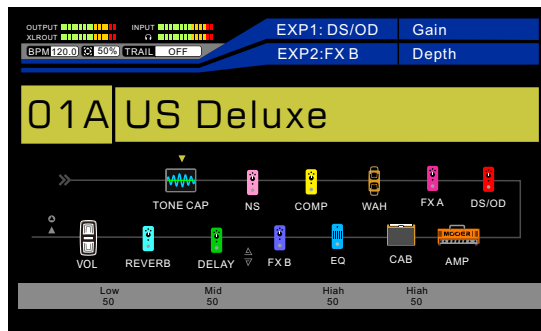 OUTPUT INPUT EXP1: DS/OD Gain
XLROUT
BPM 120.0 50% TRAIL OFF EXP2:FX B Depth
01A US Deluxe
TONE CAP NS COMP WAH FX A DS/OD
MOOER
VOL REVERB DELAY FX B EQ CAB AMP
Low Mid Hiah Hiah
50 50 50 50